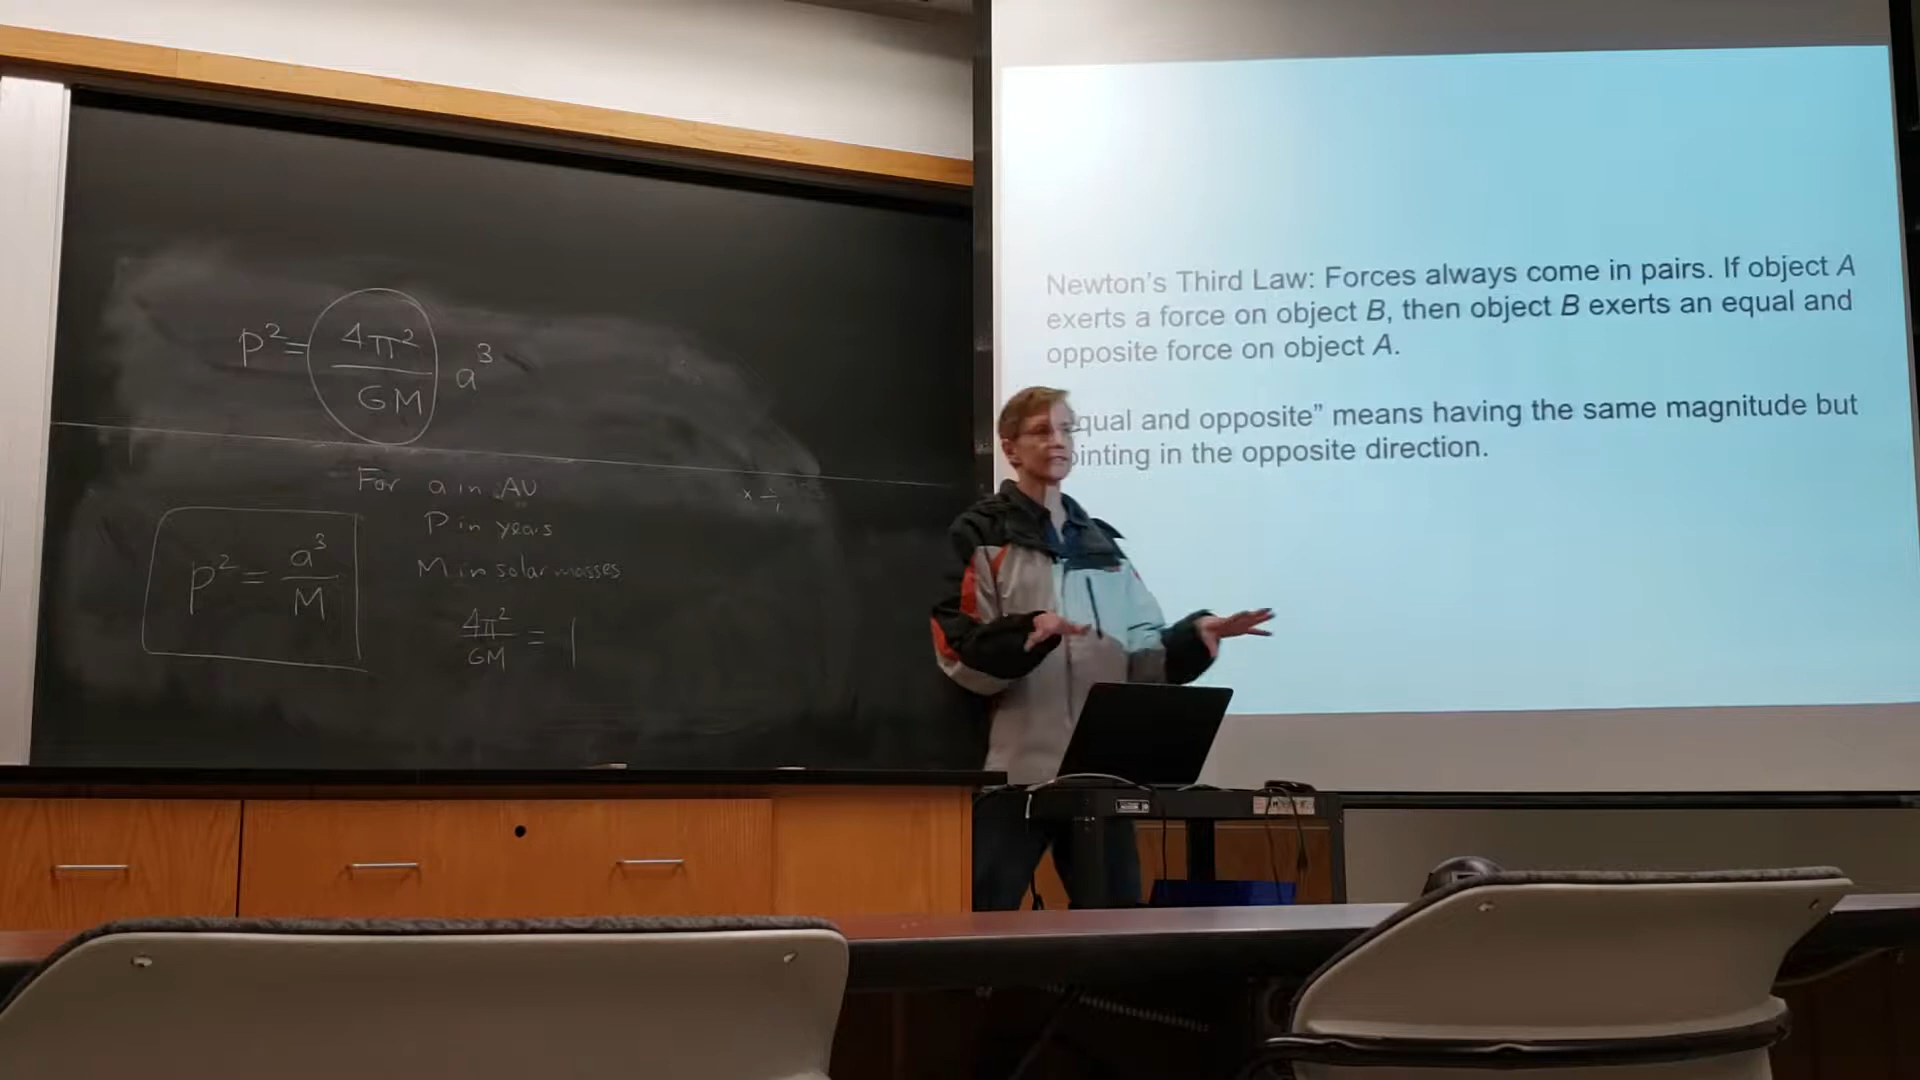 P² = 4π²/GM a³
For a in AU
P in years
M in solar masses
P² = a³/M
4π²/GM = 1
Newton's Third Law: Forces always come in pairs. If object A
exerts a force on object B, then object B exerts an equal and
opposite force on object A.
qual and opposite” means having the same magnitude but
ointing in the opposite direction.